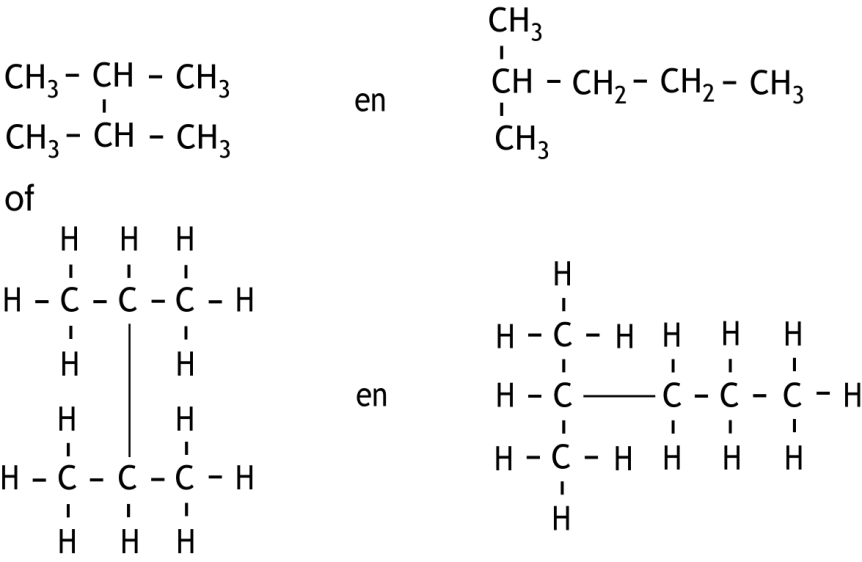 CH₃
CH₃ – CH – CH₃ en CH – CH₂ – CH₂ – CH₃
CH₃ – CH – CH₃ CH₃
of
H H H
H – C – C – C – H
H H
H H
H – C – C – C – H
H H H
en
H
H – C – H H H H
H – C – C – C – C – H
H – C – H H H H
H